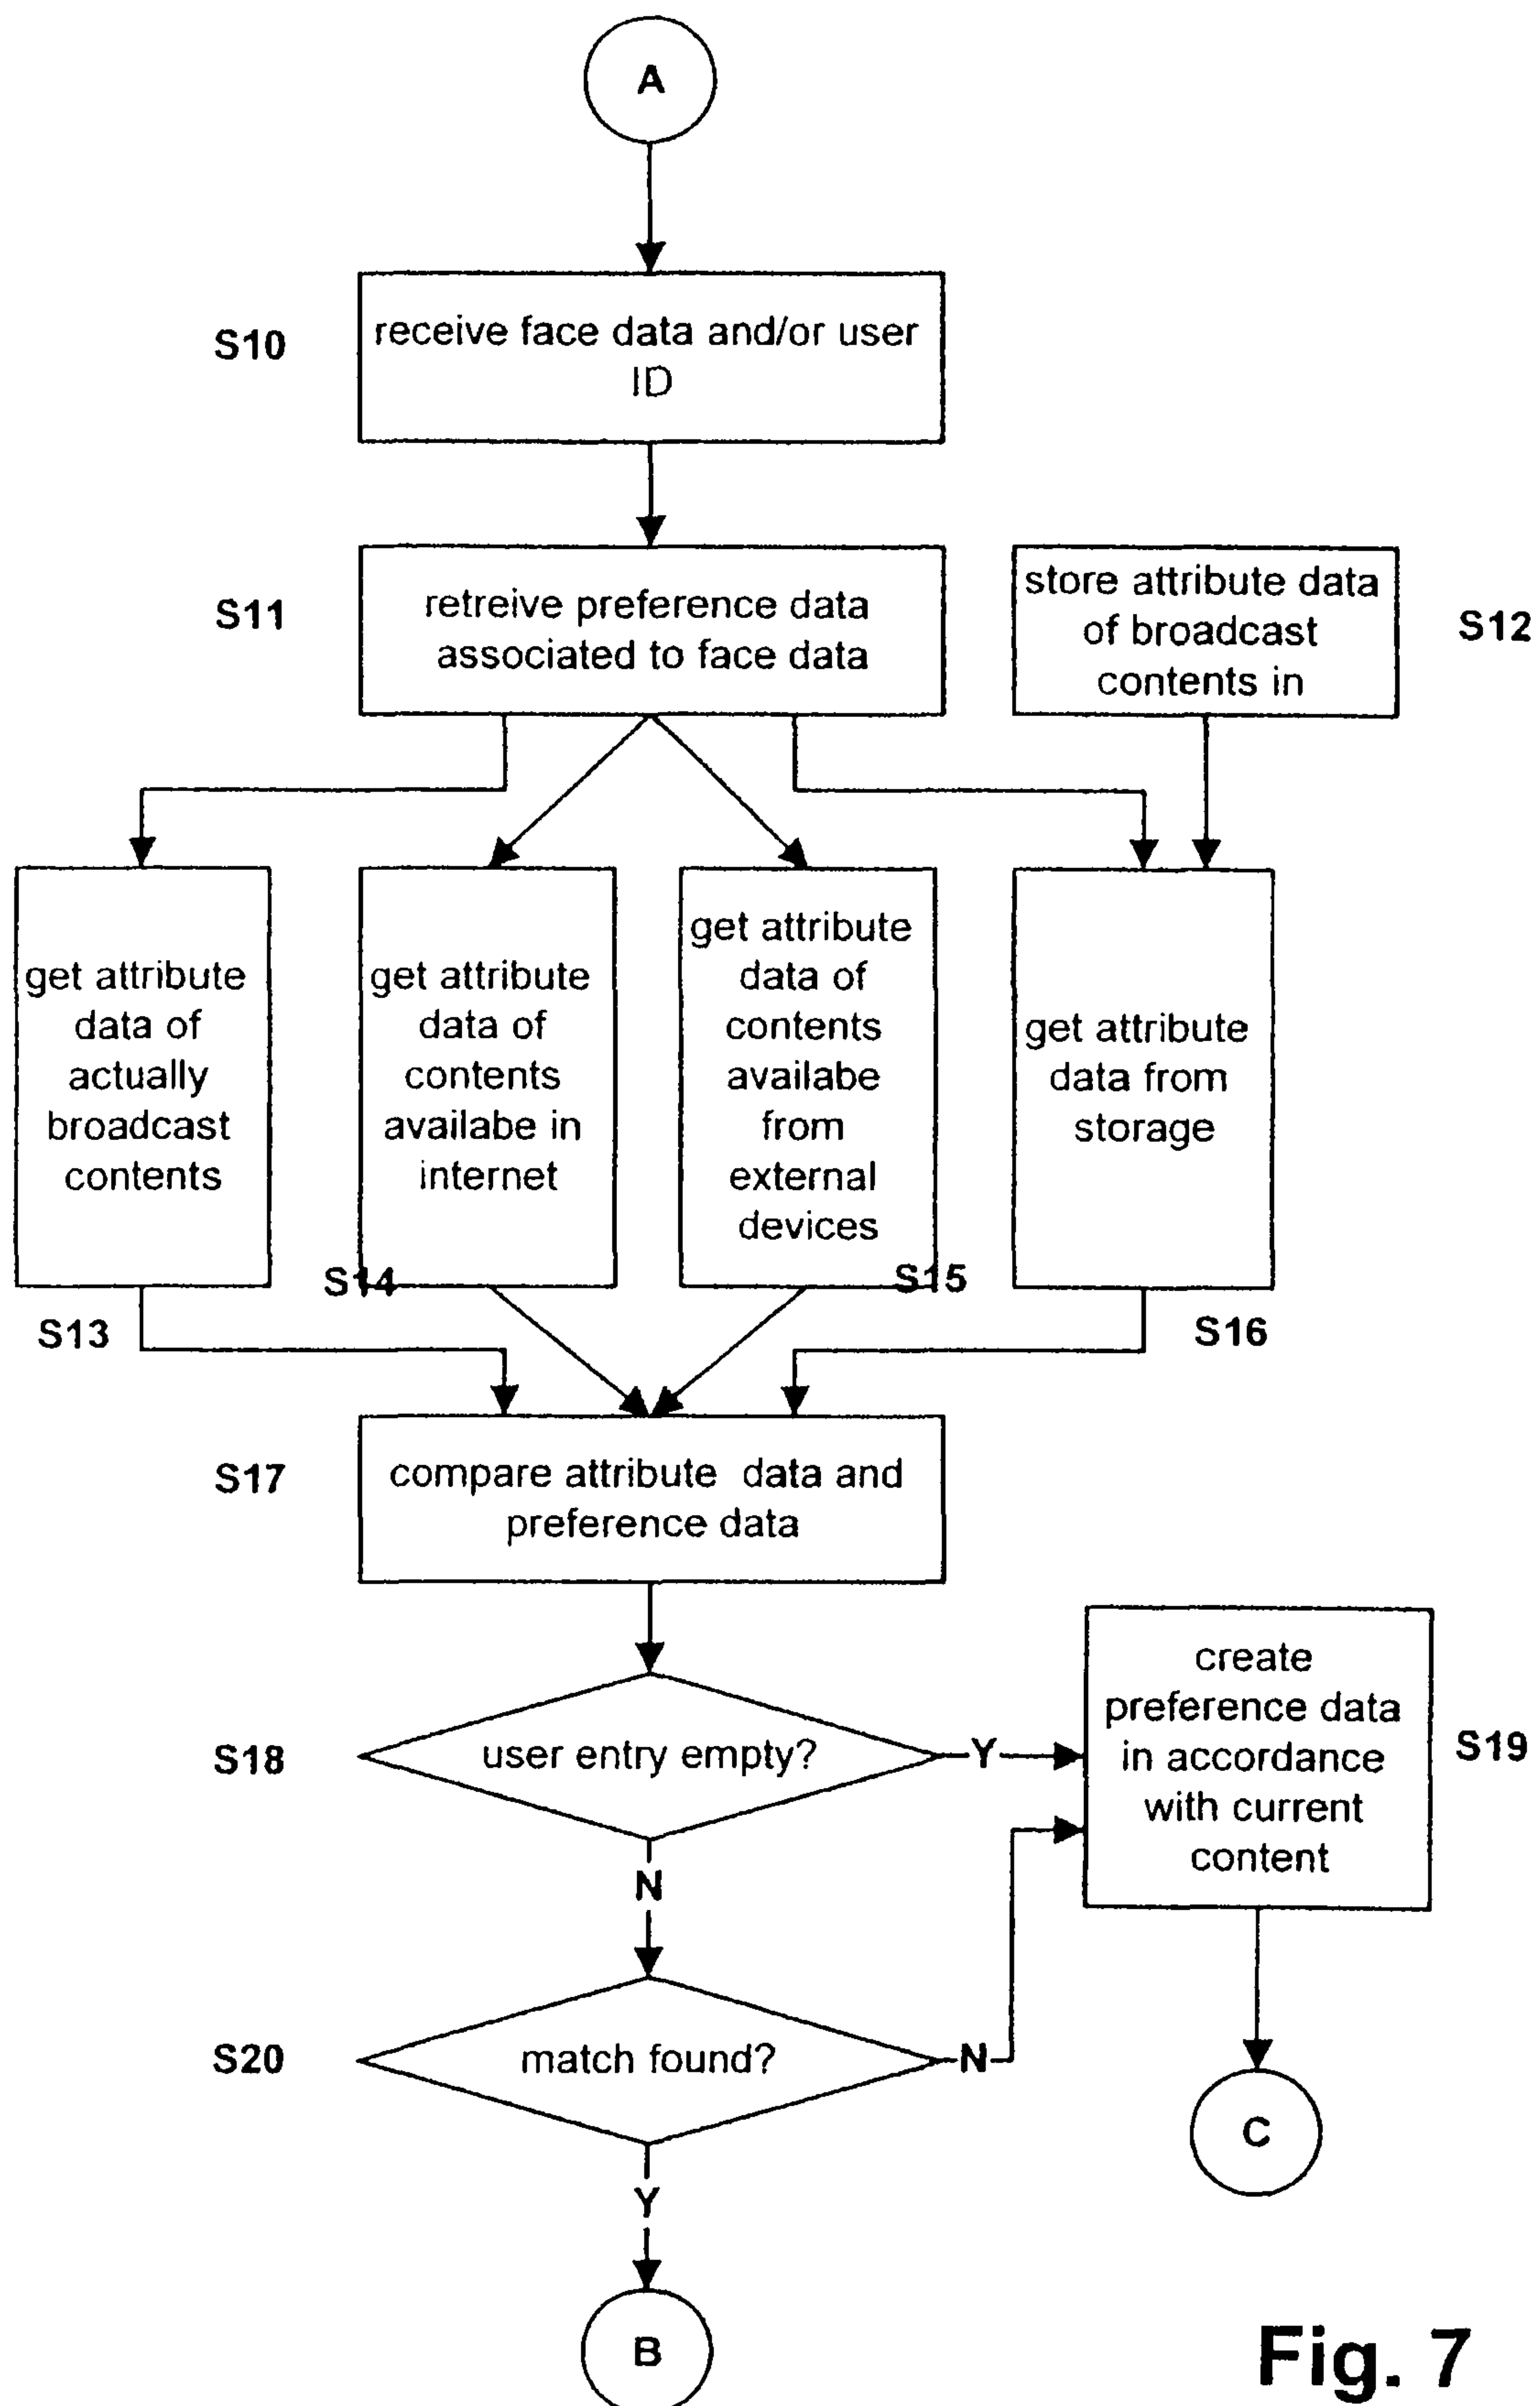 A
S10
receive face data and/or user
ID
S11
retreive preference data
associated to face data
store attribute data
of broadcast
contents in
S12
get attribute
data of
actually
broadcast
contents
S13
get attribute
data of
contents
availabe in
internet
S14
get attribute
data of
contents
availabe
from
external
devices
S15
get attribute
data from
storage
S16
S17
compare attribute data and
preference data
S18
user entry empty?
Y
N
create
preference data
in accordance
with current
content
S19
S20
match found?
N
Y
C
B
Fig. 7